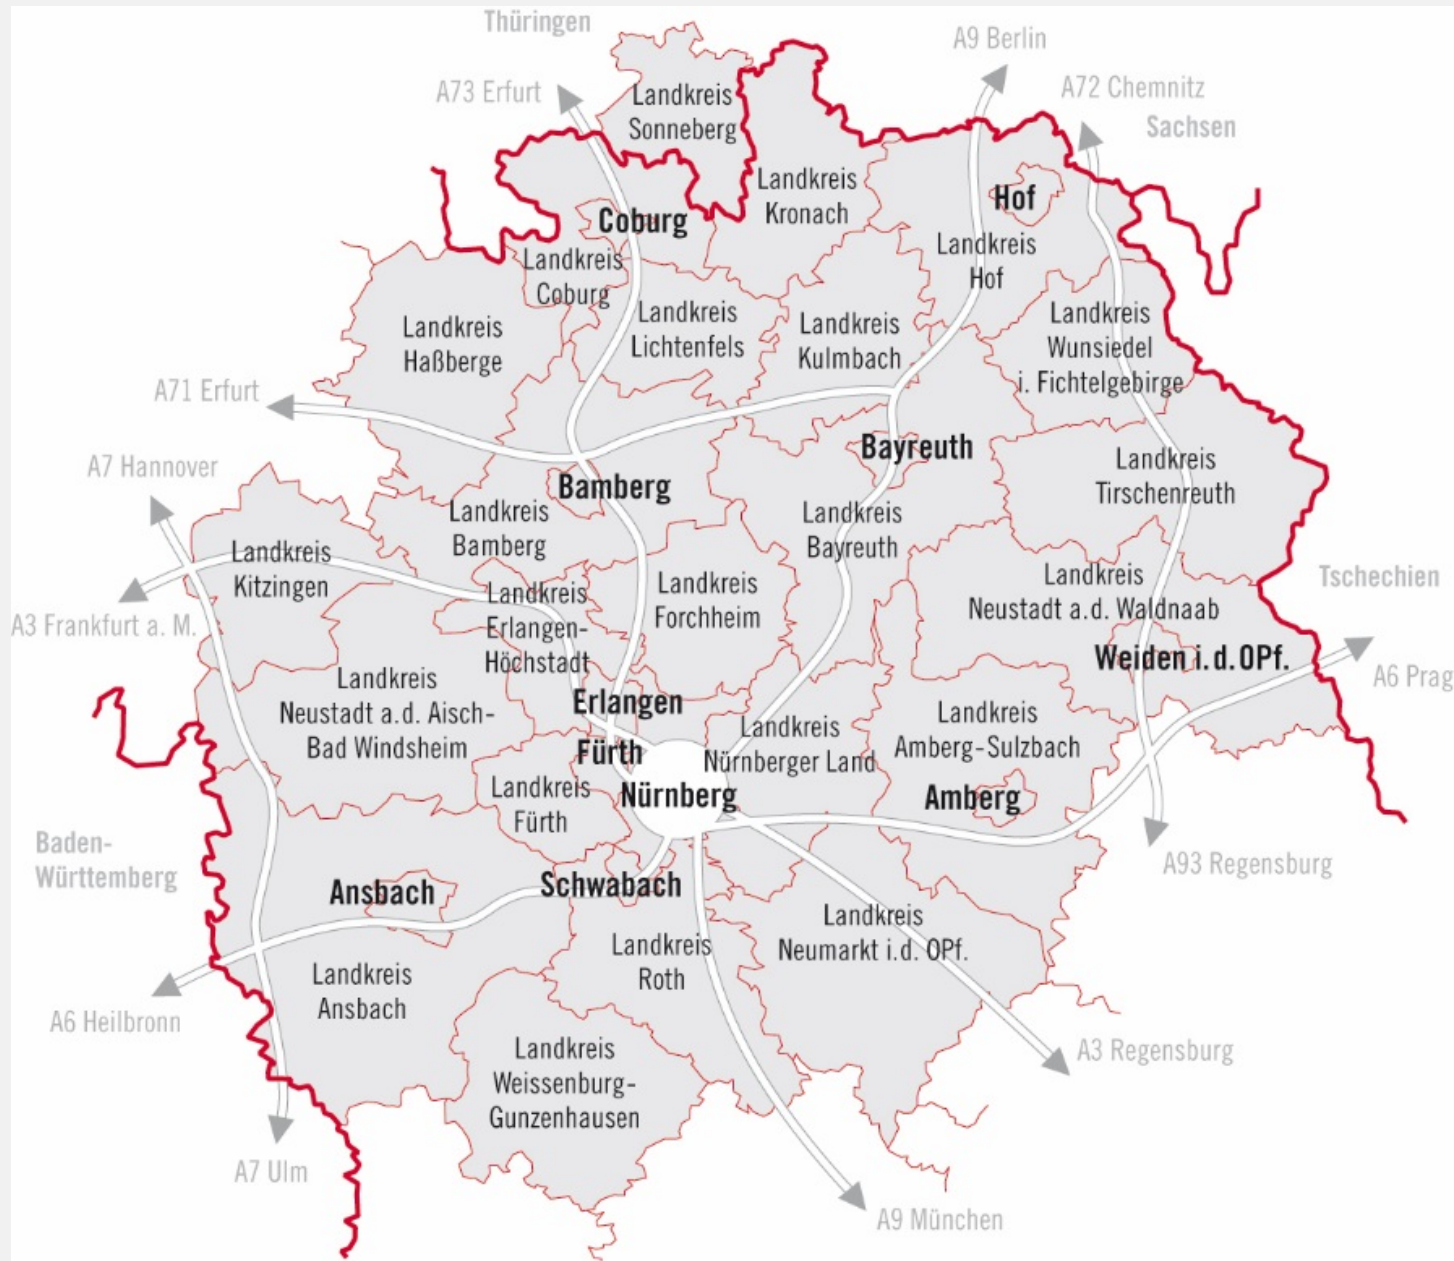 Thüringen
A9 Berlin
A73 Erfurt
A72 Chemnitz
Sachsen
Landkreis
Sonneberg
Landkreis
Kronach
Hof
Coburg
Landkreis
Hof
Landkreis
Coburg
Landkreis
Haßberge
Landkreis
Lichtenfels
Landkreis
Kulmbach
Landkreis
Wunsiedel
i. Fichtelgebirge
A71 Erfurt
A7 Hannover
Bayreuth
Landkreis
Tirschenreuth
Bamberg
Landkreis
Bamberg
Landkreis
Bayreuth
Landkreis
Kitzingen
A3 Frankfurt a. M.
Landkreis
Erlangen-
Höchstadt
Landkreis
Forchheim
Landkreis
Neustadt a.d. Waldnaab
Tschechien
Weiden i.d.OPf.
A6 Prag
Landkreis
Neustadt a.d. Aisch-
Bad Windsheim
Erlangen
Fürth
Nürnberg
Landkreis
Nürnberger Land
Landkreis
Amberg-Sulzbach
Amberg
Landkreis
Fürth
Baden-
Württemberg
A93 Regensburg
Ansbach
Schwabach
Landkreis
Neumarkt i.d. OPf.
Landkreis
Roth
Landkreis
Ansbach
A6 Heilbronn
Landkreis
Weissenburg-
Gunzenhausen
A3 Regensburg
A7 Ulm
A9 München